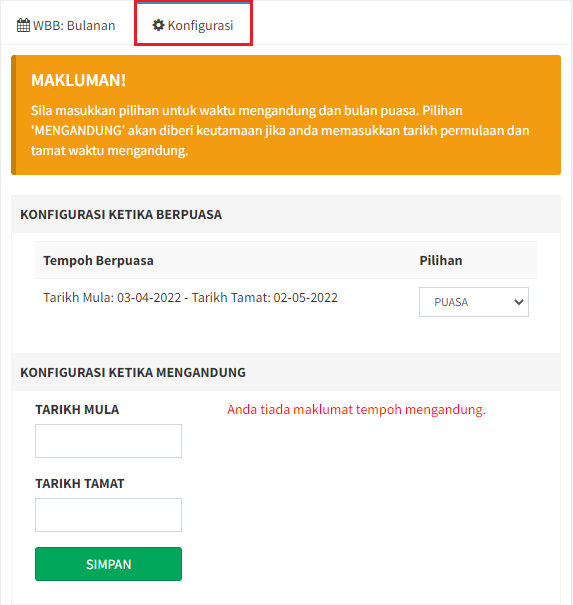 WBB: Bulanan
Konfigurasi
MAKLUMAN!
Sila masukkan pilihan untuk waktu mengandung dan bulan puasa. Pilihan
'MENGANDUNG' akan diberi keutamaan jika anda memasukkan tarikh permulaan dan
tamat waktu mengandung.
KONFIGURASI KETIKA BERPUASA
Tempoh Berpuasa Pilihan
Tarikh Mula: 03-04-2022 - Tarikh Tamat: 02-05-2022 PUASA
KONFIGURASI KETIKA MENGANDUNG
TARIKH MULA Anda tiada maklumat tempoh mengandung.
TARIKH TAMAT
SIMPAN